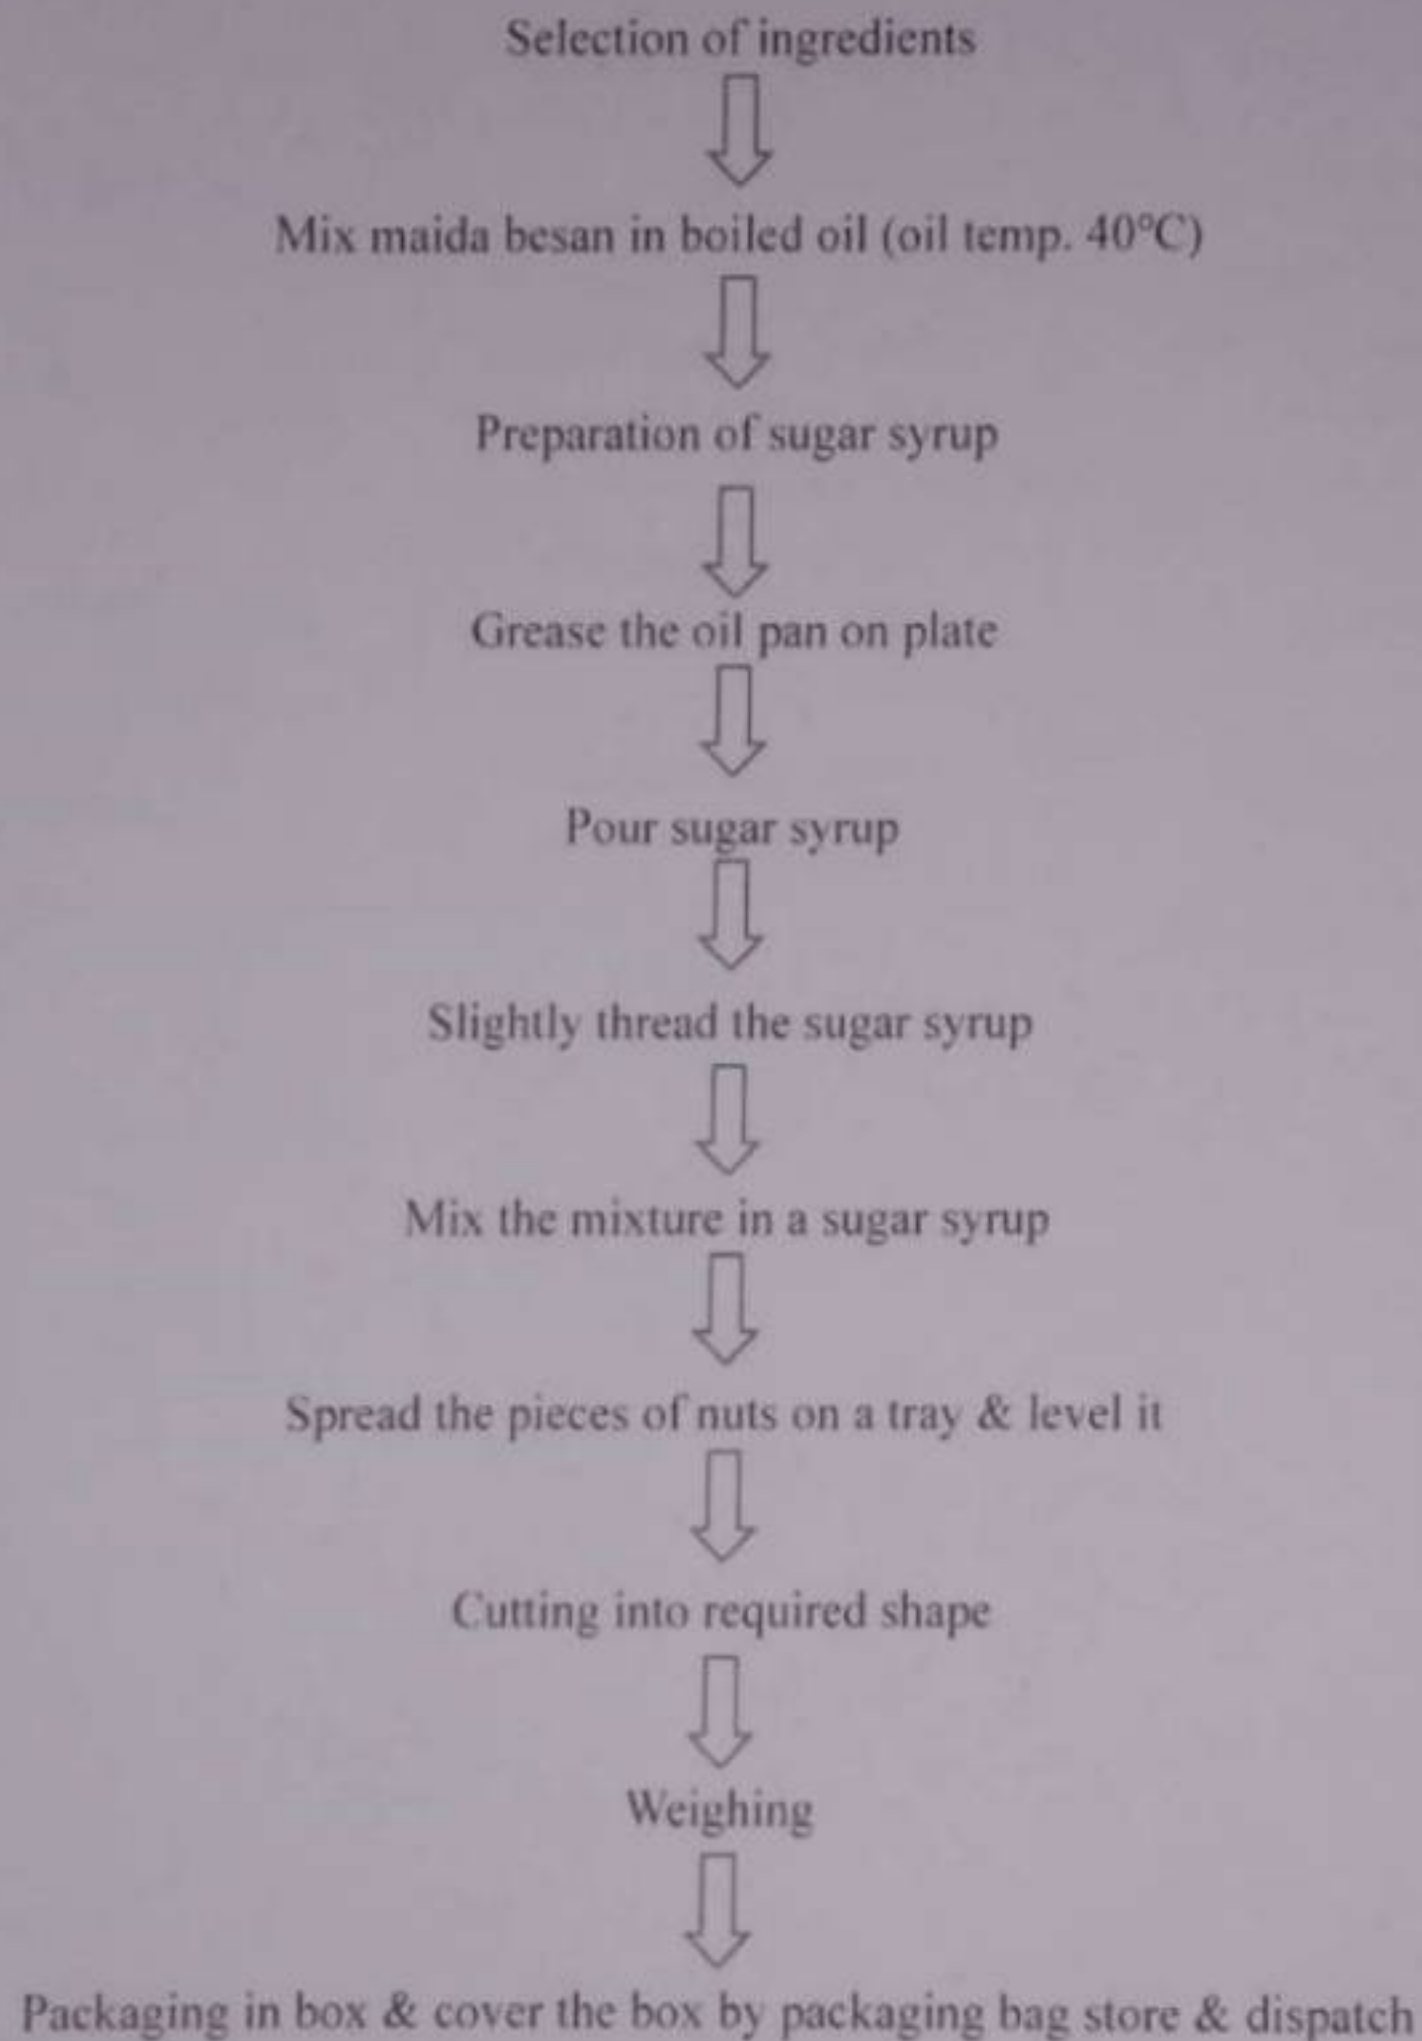 Selection of ingredients
Mix maida besan in boiled oil (oil temp. 40°C)
Preparation of sugar syrup
Grease the oil pan on plate
Pour sugar syrup
Slightly thread the sugar syrup
Mix the mixture in a sugar syrup
Spread the pieces of nuts on a tray & level it
Cutting into required shape
Weighing
Packaging in box & cover the box by packaging bag store & dispatch